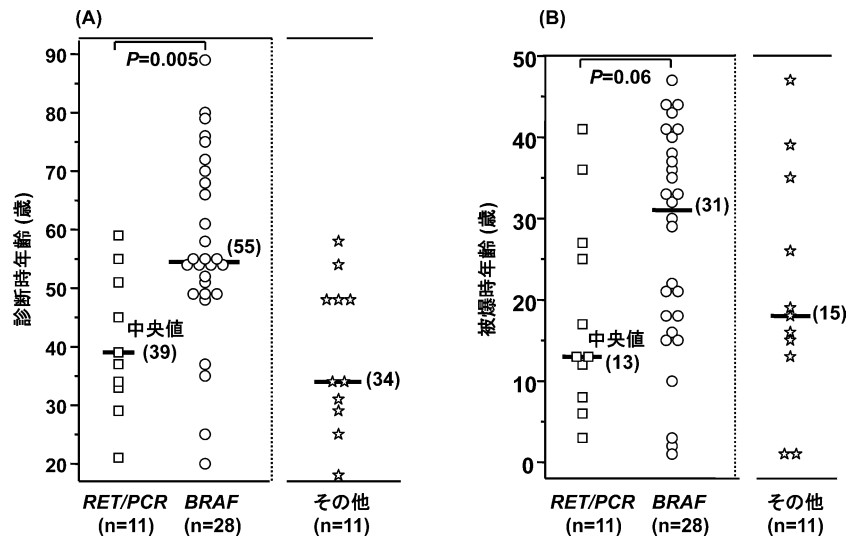 (A)
P=0.005
診断時年齢 (歳)
90
80
70
60
50
40
30
20
中央値
(39)
(55)
(34)
RET/PCR
(n=11)
BRAF
(n=28)
その他
(n=11)
(B)
P=0.06
被爆時年齢 (歳)
50
40
30
20
10
0
中央値
(13)
(31)
(15)
RET/PCR
(n=11)
BRAF
(n=28)
その他
(n=11)